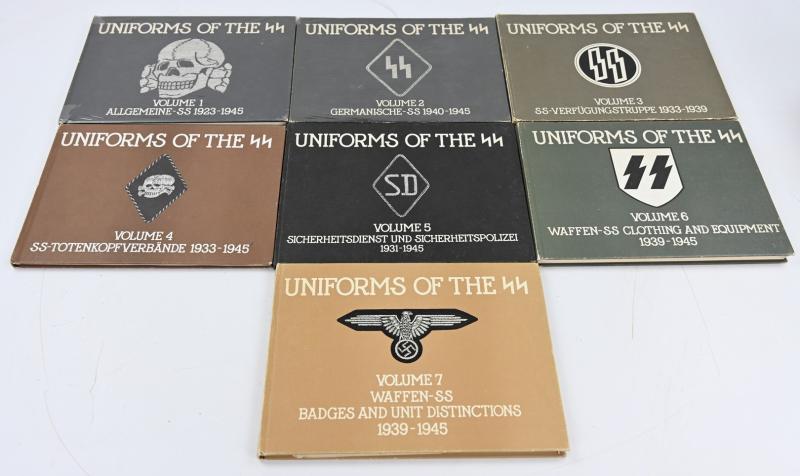 UNIFORMS OF THE SS
VOLUME 1
ALLGEMEINE-SS 1923-1945
UNIFORMS OF THE SS
SS
VOLUME 2
GERMANISCHE-SS 1940-1945
UNIFORMS OF THE SS
SS
VOLUME 3
SS-VERFÜGUNGSTRUPPE 1933-1939
UNIFORMS OF THE SS
VOLUME 4
SS-TOTENKOPFVERBÄNDE 1933-1945
UNIFORMS OF THE SS
SD
VOLUME 5
SICHERHEITSDIENST UND SICHERHEITSPOLIZEI
1931-1945
UNIFORMS OF THE SS
SS
VOLUME 6
WAFFEN-SS CLOTHING AND EQUIPMENT
1939-1945
UNIFORMS OF THE SS
VOLUME 7
WAFFEN-SS
BADGES AND UNIT DISTINCTIONS
1939-1945